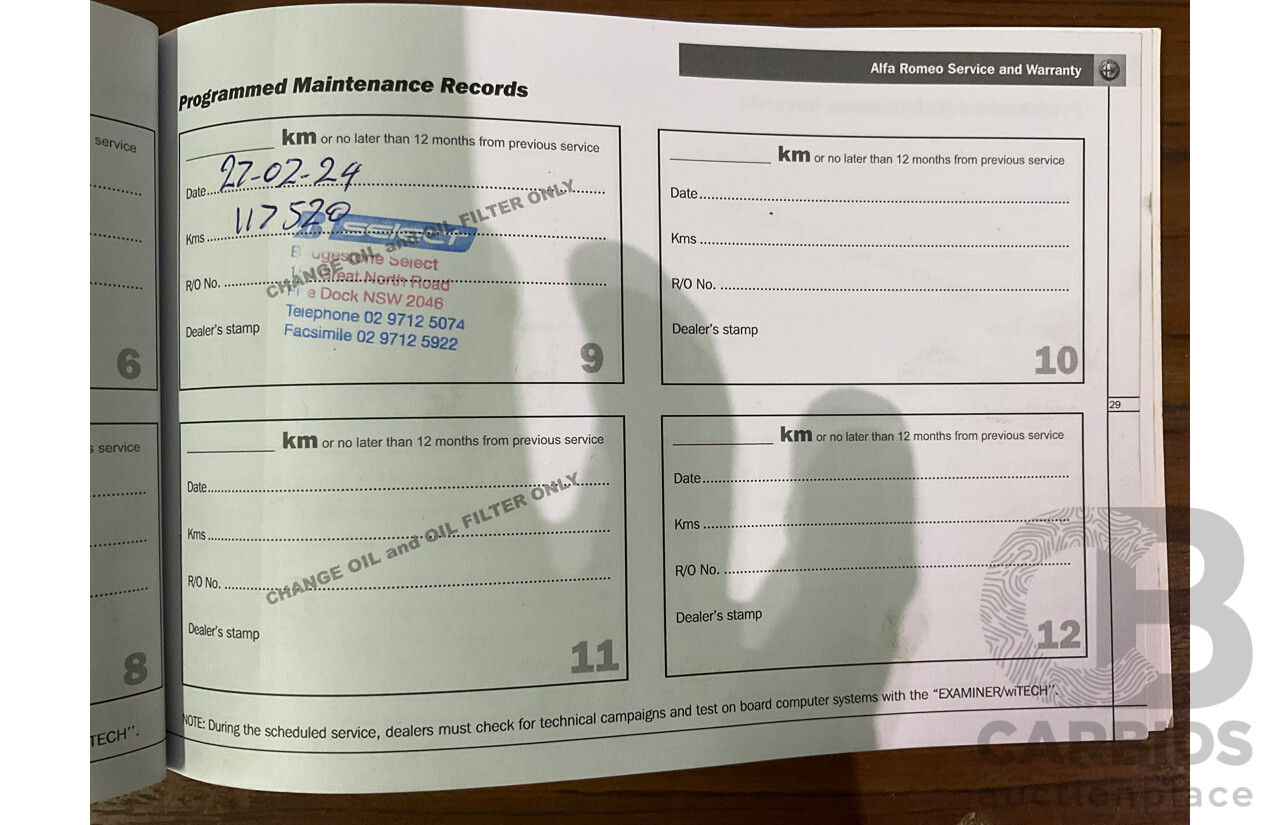 service
6
s service
8
TECH".
Alfa Romeo Service and Warranty
Programmed Maintenance Records
km or no later than 12 months from previous service
Date 27-02-24
Kms 117520
R/O No.
Dealer's stamp
CHANGE OIL and OIL FILTER ONLY
select
Select
Great North Road
Dock NSW 2046
Telephone 02 9712 5074
Facsimile 02 9712 5922
9
km or no later than 12 months from previous service
Date
Kms
R/O No.
Dealer's stamp
10
29
km or no later than 12 months from previous service
Date
Kms
R/O No.
Dealer's stamp
CHANGE OIL and OIL FILTER ONLY
11
km or no later than 12 months from previous service
Date
Kms
R/O No.
Dealer's stamp
12
NOTE: During the scheduled service, dealers must check for technical campaigns and test on board computer systems with the "EXAMINER/wiTECH".
CARBIDS
auctionplace